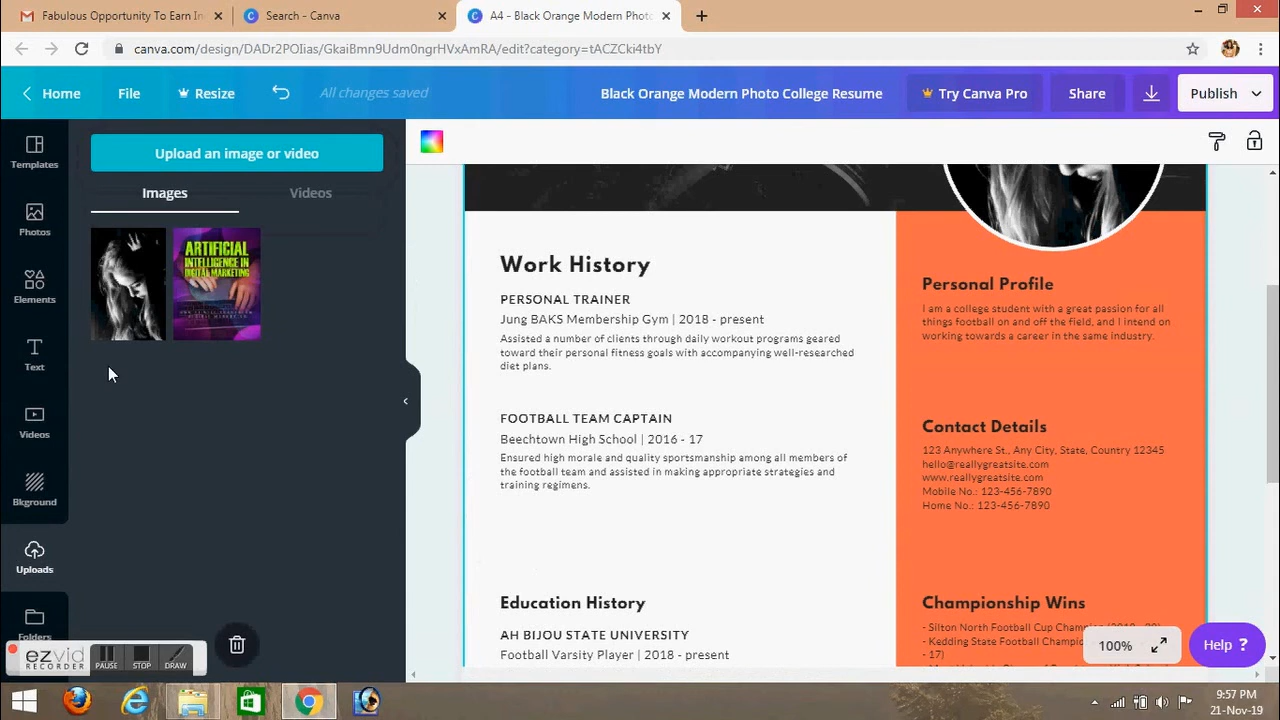 Fabulous Opportunity To Earn In
Search - Canva
A4 - Black Orange Modern Photo
canva.com/design/DADr2POIias/GkaiBmn9Udm0ngrHVxAmRA/edit?category=tACZCki4tbY
Home
File
Resize
All changes saved
Black Orange Modern Photo College Resume
Try Canva Pro
Share
Publish
Templates
Photos
Elements
Text
Videos
Bkground
Uploads
Folders
Upload an image or video
Images
Videos
ARTIFICIAL
INTELLIGENCE IN
DIGITAL MARKETING
Work History
PERSONAL TRAINER
Jung BAKS Membership Gym | 2018 - present
Assisted a number of clients through daily workout programs geared
toward their personal fitness goals with accompanying well-researched
diet plans.
FOOTBALL TEAM CAPTAIN
Beechtown High School | 2016 - 17
Ensured high morale and quality sportsmanship among all members of
the football team and assisted in making appropriate strategies and
training regimens.
Education History
AH BIJOU STATE UNIVERSITY
Football Varsity Player | 2018 - present
Personal Profile
I am a college student with a great passion for all
things football on and off the field, and I intend on
working towards a career in the same industry.
Contact Details
123 Anywhere St., Any City, State, Country 12345
hello@reallygreatsite.com
www.reallygreatsite.com
Mobile No.: 123-456-7890
Home No.: 123-456-7890
Championship Wins
- Silton North Football Cup Champion
- Kedding State Football
- 17)
100%
Help ?
ezvid
RECORDER
PAUSE
STOP
DRAW
9:57 PM
21-Nov-19